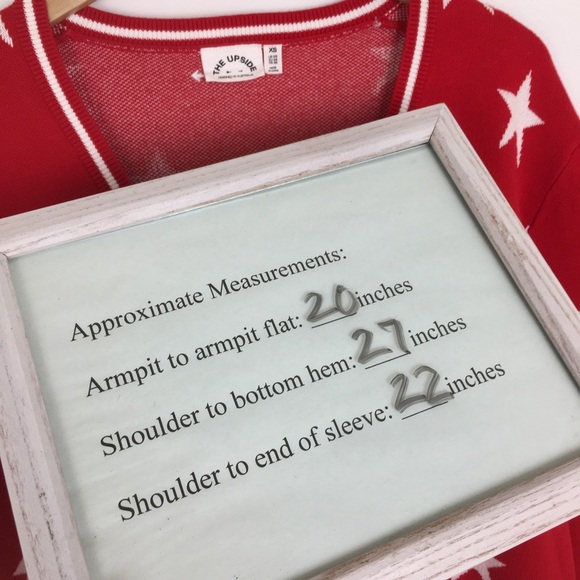 THE UPSIDE
XS
Approximate Measurements:
Armpit to armpit flat: 20 inches
Shoulder to bottom hem: 27 inches
Shoulder to end of sleeve: 22 inches